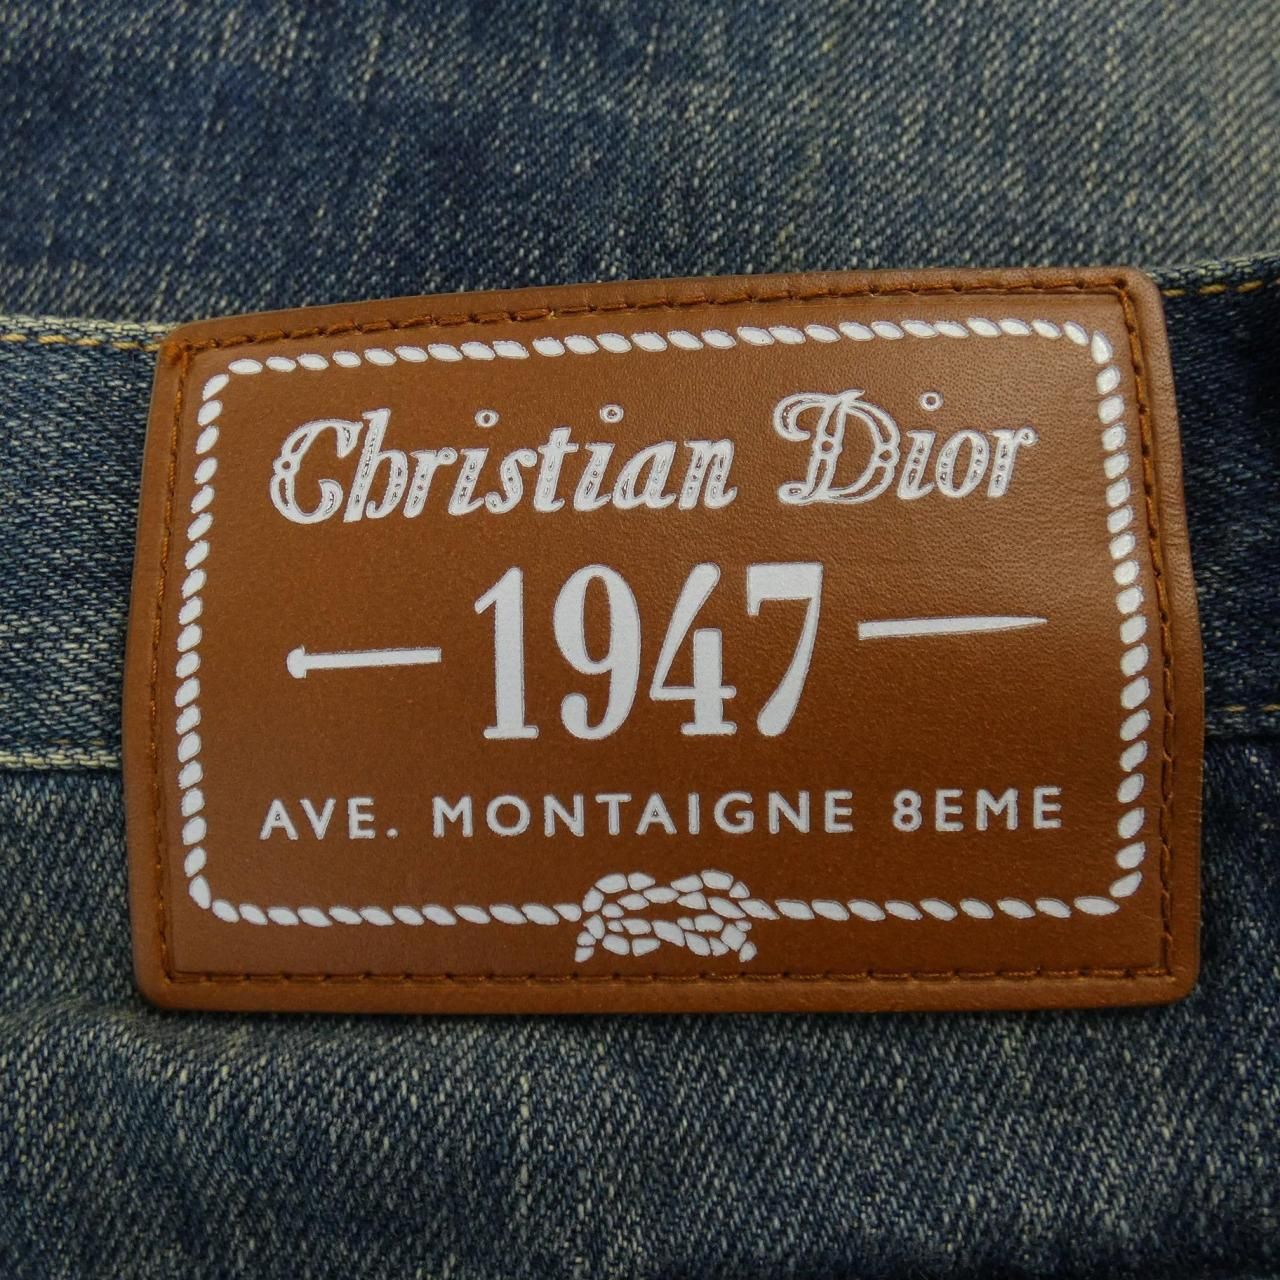 Christian Dior
1947
AVE. MONTAIGNE 8EME